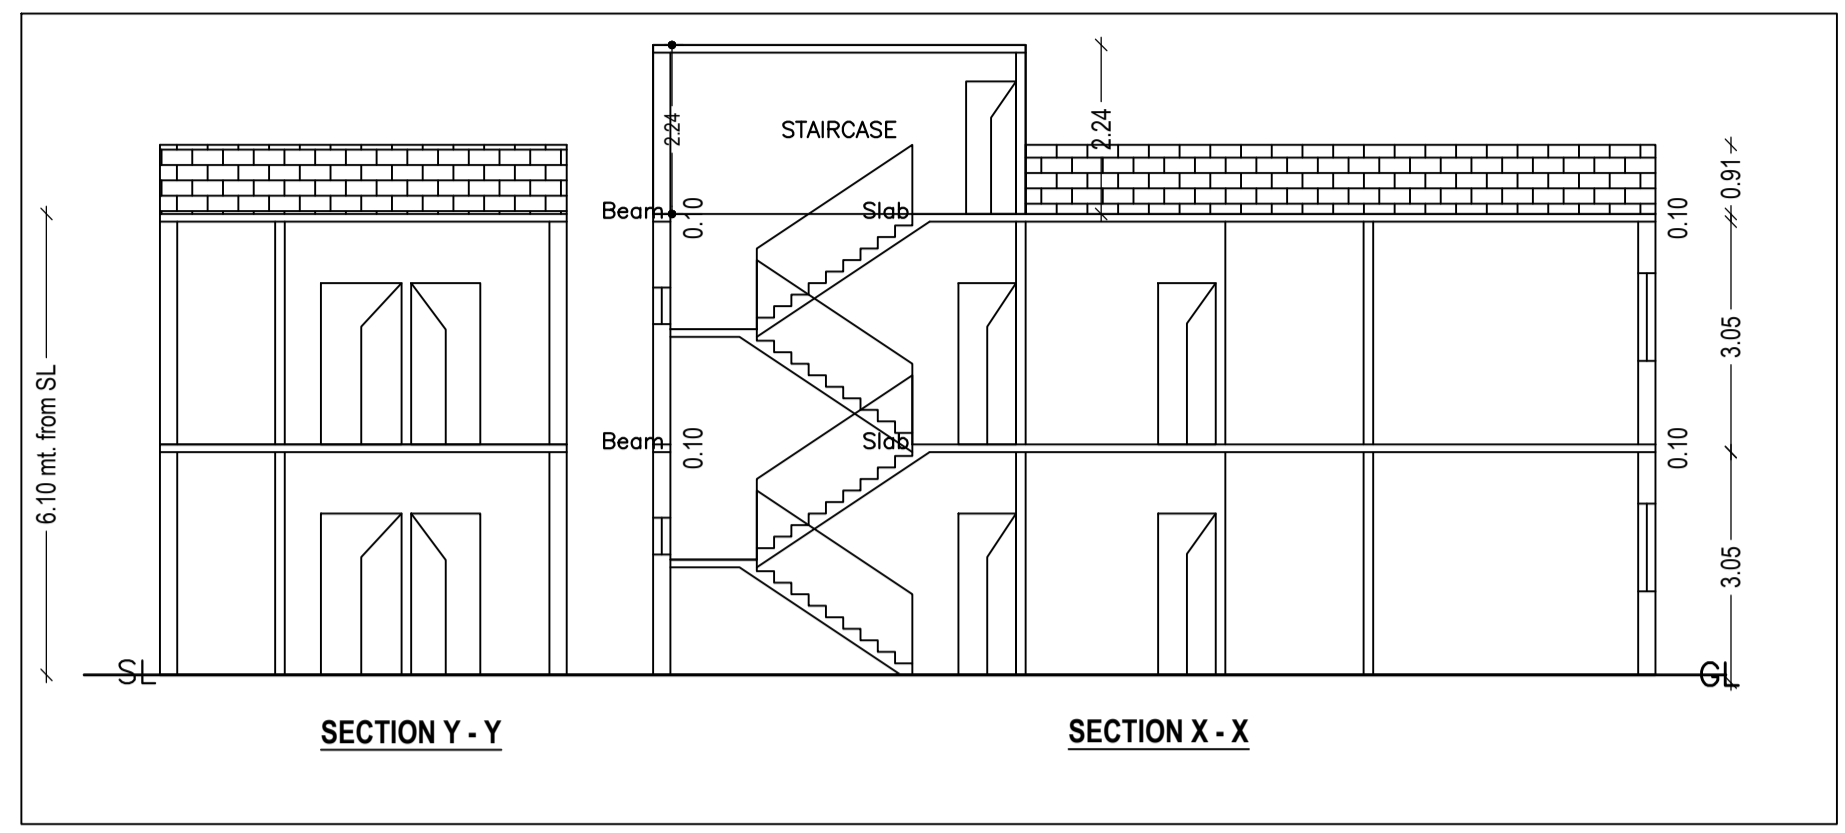 STAIRCASE
2.24
2.24
0.91
Beam
0.10
Slab
0.10
3.05
6.10 mt. from SL
Beam
0.10
Slab
0.10
3.05
SL
GL
SECTION Y - Y
SECTION X - X